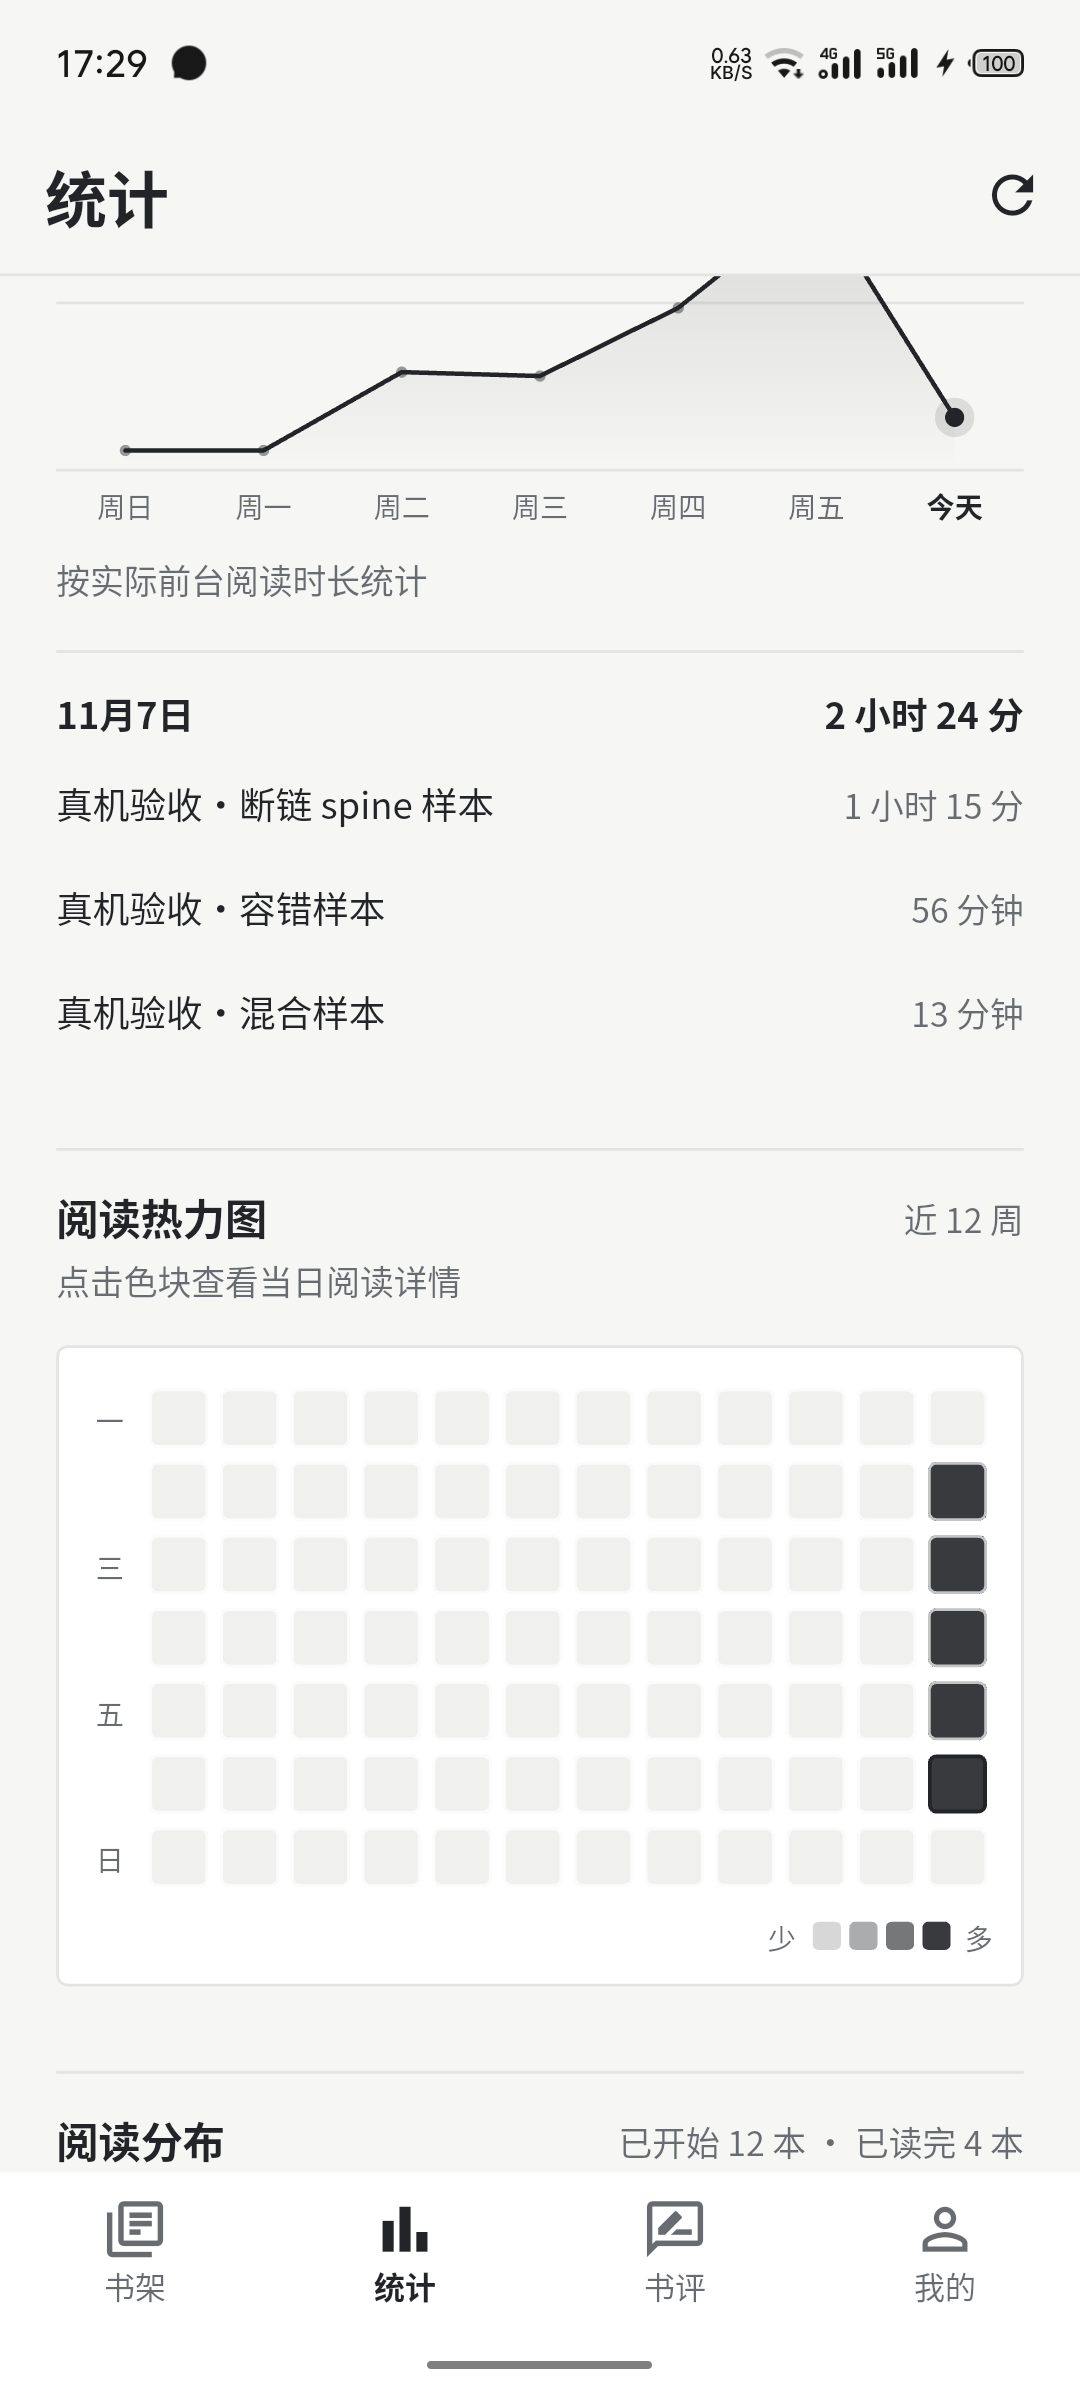 17:29
0.63 KB/S 4G 5G 100
统计
周日 周一 周二 周三 周四 周五 今天
按实际前台阅读时长统计
11月7日 2 小时 24 分
真机验收・断链 spine 样本 1 小时 15 分
真机验收・容错样本 56 分钟
真机验收・混合样本 13 分钟
阅读热力图 近 12 周
点击色块查看当日阅读详情
一
三
五
日
少 多
阅读分布 已开始 12 本 · 已读完 4 本
书架 统计 书评 我的